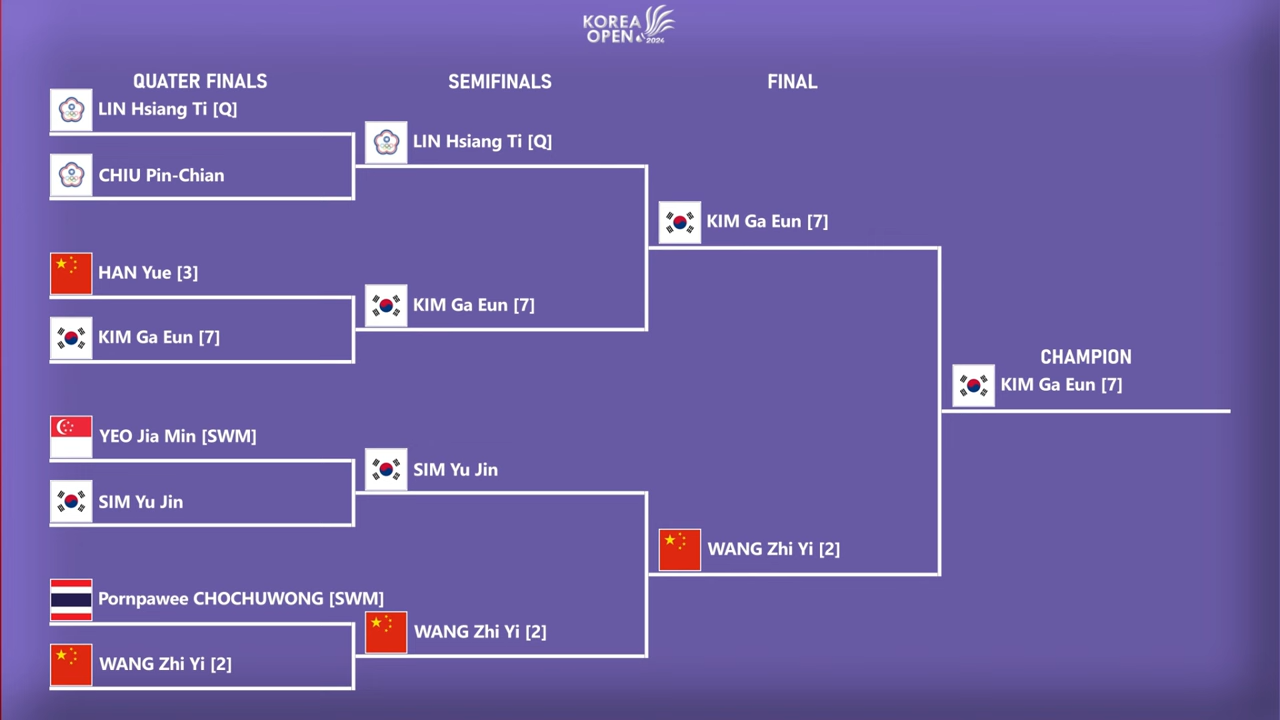 KOREA
OPEN 2024
QUATER FINALS
SEMIFINALS
FINAL
LIN Hsiang Ti [Q]
CHIU Pin-Chian
HAN Yue [3]
KIM Ga Eun [7]
YEO Jia Min [SWM]
SIM Yu Jin
Pornpawee CHOCHUWONG [SWM]
WANG Zhi Yi [2]
LIN Hsiang Ti [Q]
KIM Ga Eun [7]
SIM Yu Jin
WANG Zhi Yi [2]
KIM Ga Eun [7]
WANG Zhi Yi [2]
CHAMPION
KIM Ga Eun [7]